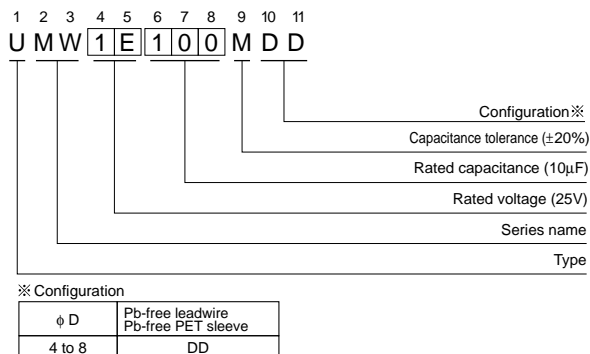 1 2 3 4 5 6 7 8 9 10 11
U M W 1 E 1 0 0 M D D
Configuration※
Capacitance tolerance (±20%)
Rated capacitance (10µF)
Rated voltage (25V)
Series name
Type
※ Configuration
ϕ D Pb-free leadwire
Pb-free PET sleeve
4 to 8 DD